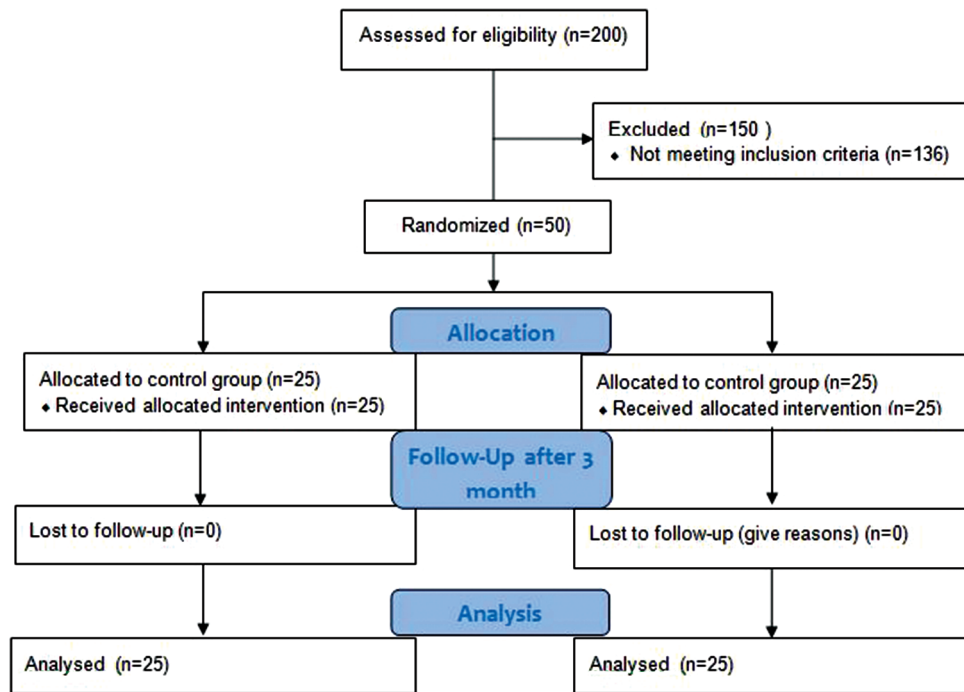 Assessed for eligibility (n=200)
Excluded (n=150 )
♦ Not meeting inclusion criteria (n=136)
Randomized (n=50)
Allocation
Allocated to control group (n=25)
♦ Received allocated intervention (n=25)
Allocated to control group (n=25)
♦ Received allocated intervention (n=25)
Follow-Up after 3
month
Lost to follow-up (n=0)
Lost to follow-up (give reasons) (n=0)
Analysis
Analysed (n=25)
Analysed (n=25)